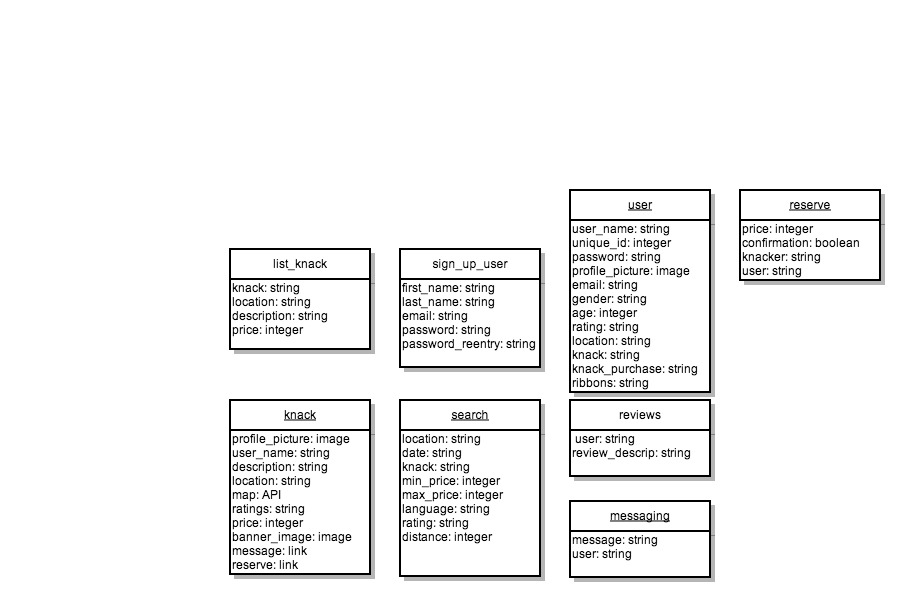 user
user_name: string
unique_id: integer
password: string
profile_picture: image
email: string
gender: string
age: integer
rating: string
location: string
knack: string
knack_purchase: string
ribbons: string
reserve
price: integer
confirmation: boolean
knacker: string
user: string
list_knack
knack: string
location: string
description: string
price: integer
sign_up_user
first_name: string
last_name: string
email: string
password: string
password_reentry: string
knack
profile_picture: image
user_name: string
description: string
location: string
map: API
ratings: string
price: integer
banner_image: image
message: link
reserve: link
search
location: string
date: string
knack: string
min_price: integer
max_price: integer
language: string
rating: string
distance: integer
reviews
user: string
review_descrip: string
messaging
message: string
user: string